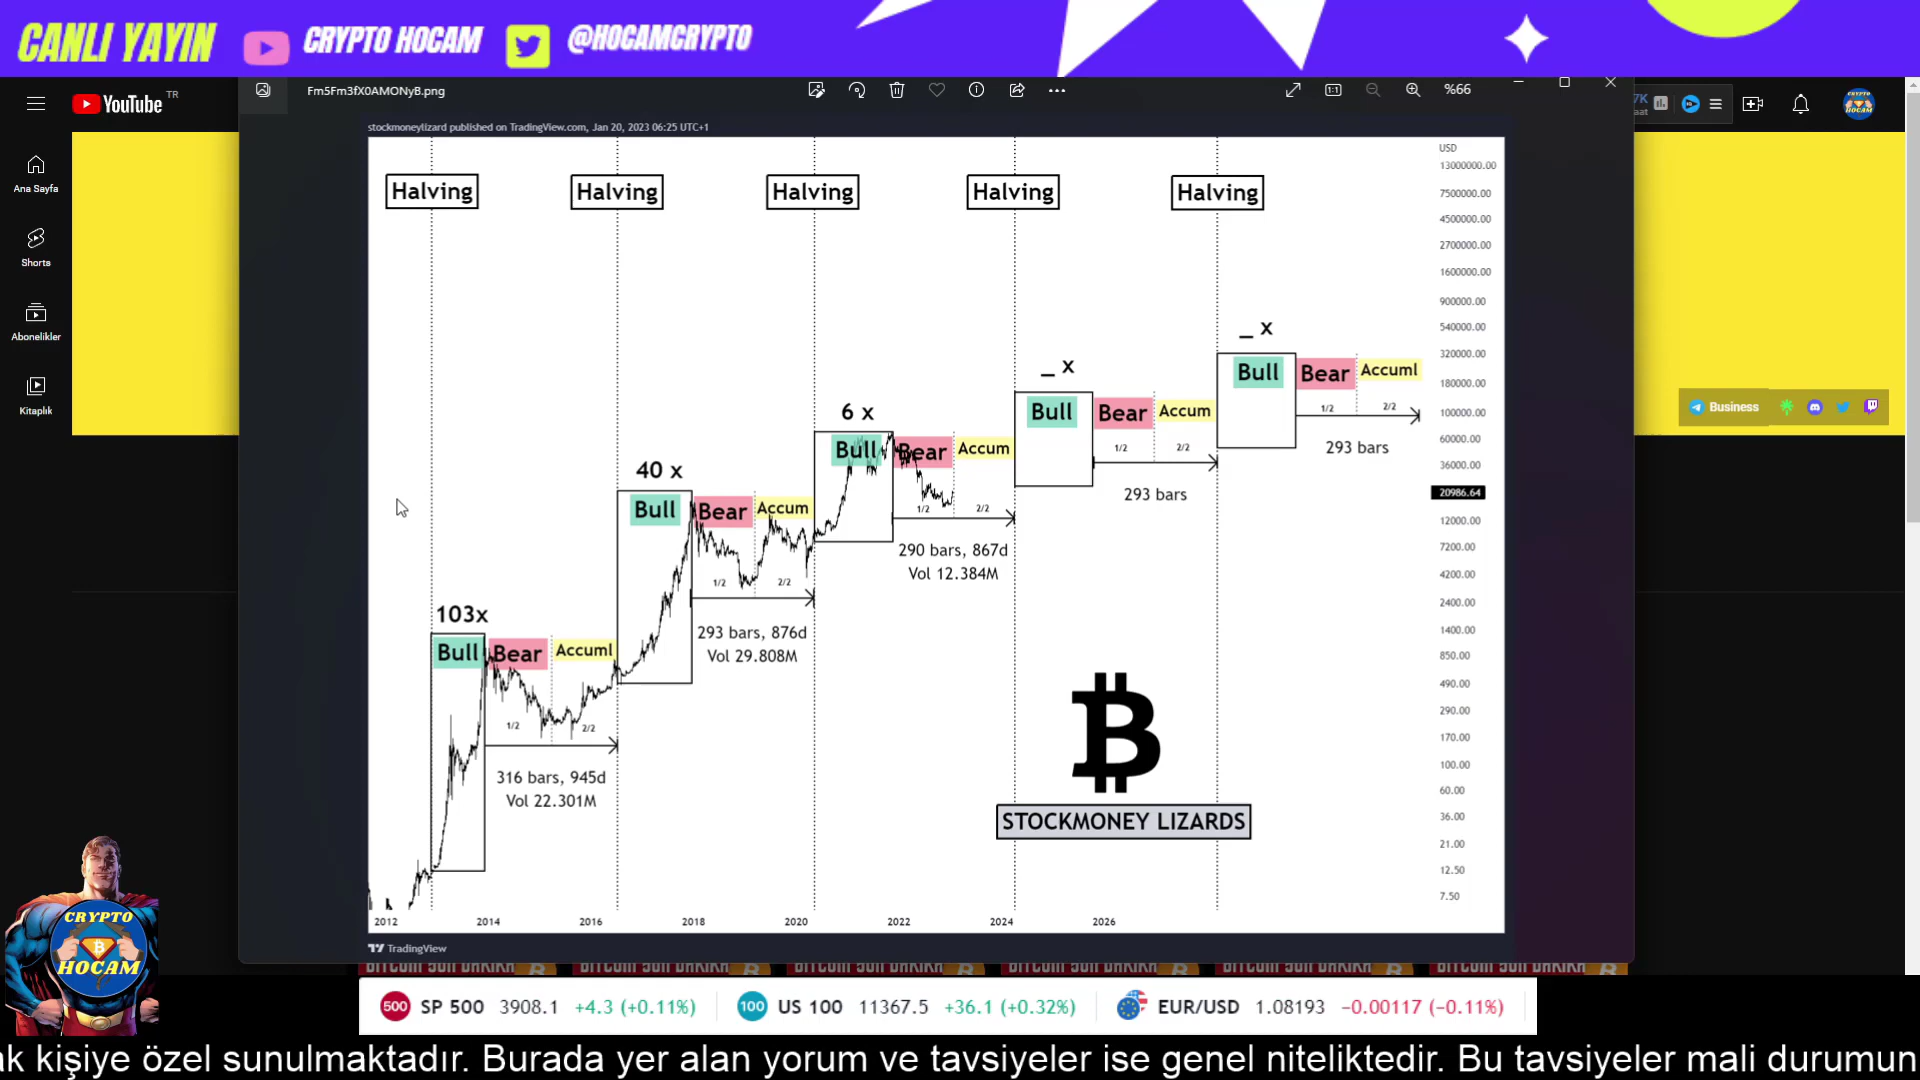 CANLI YAYIN
CRYPTO HOCAM
@HOCAMCRYPTO
YouTube TR
Fm5Fm3fX0AMONyB.png
1:1
%66
Ana Sayfa
Shorts
Abonelikler
Kitaplık
stockmoneylizard published on TradingView.com, Jan 20, 2023 06:25 UTC+1
Halving Halving Halving Halving Halving
USD
13000000.00
7500000.00
4500000.00
2700000.00
1600000.00
900000.00
540000.00
320000.00
180000.00
100000.00
60000.00
36000.00
20986.64
12000.00
7200.00
4200.00
2400.00
1400.00
850.00
490.00
290.00
170.00
100.00
60.00
36.00
21.00
12.50
7.50
_ x
Bull Bear Accuml
1/2 2/2
293 bars
_ x
Bull Bear Accum
1/2 2/2
293 bars
6 x
Bull Bear Accum
1/2 2/2
290 bars, 867d
Vol 12.384M
40 x
Bull Bear Accum
1/2 2/2
293 bars, 876d
Vol 29.808M
103x
Bull Bear Accuml
1/2 2/2
316 bars, 945d
Vol 22.301M
STOCKMONEY LIZARDS
2012 2014 2016 2018 2020 2022 2024 2026
TradingView
Business
CRYPTO
HOCAM
500 SP 500 3908.1 +4.3 (+0.11%)
100 US 100 11367.5 +36.1 (+0.32%)
EUR/USD 1.08193 −0.00117 (−0.11%)
kişiye özel sunulmaktadır. Burada yer alan yorum ve tavsiyeler ise genel niteliktedir. Bu tavsiyeler mali durumun